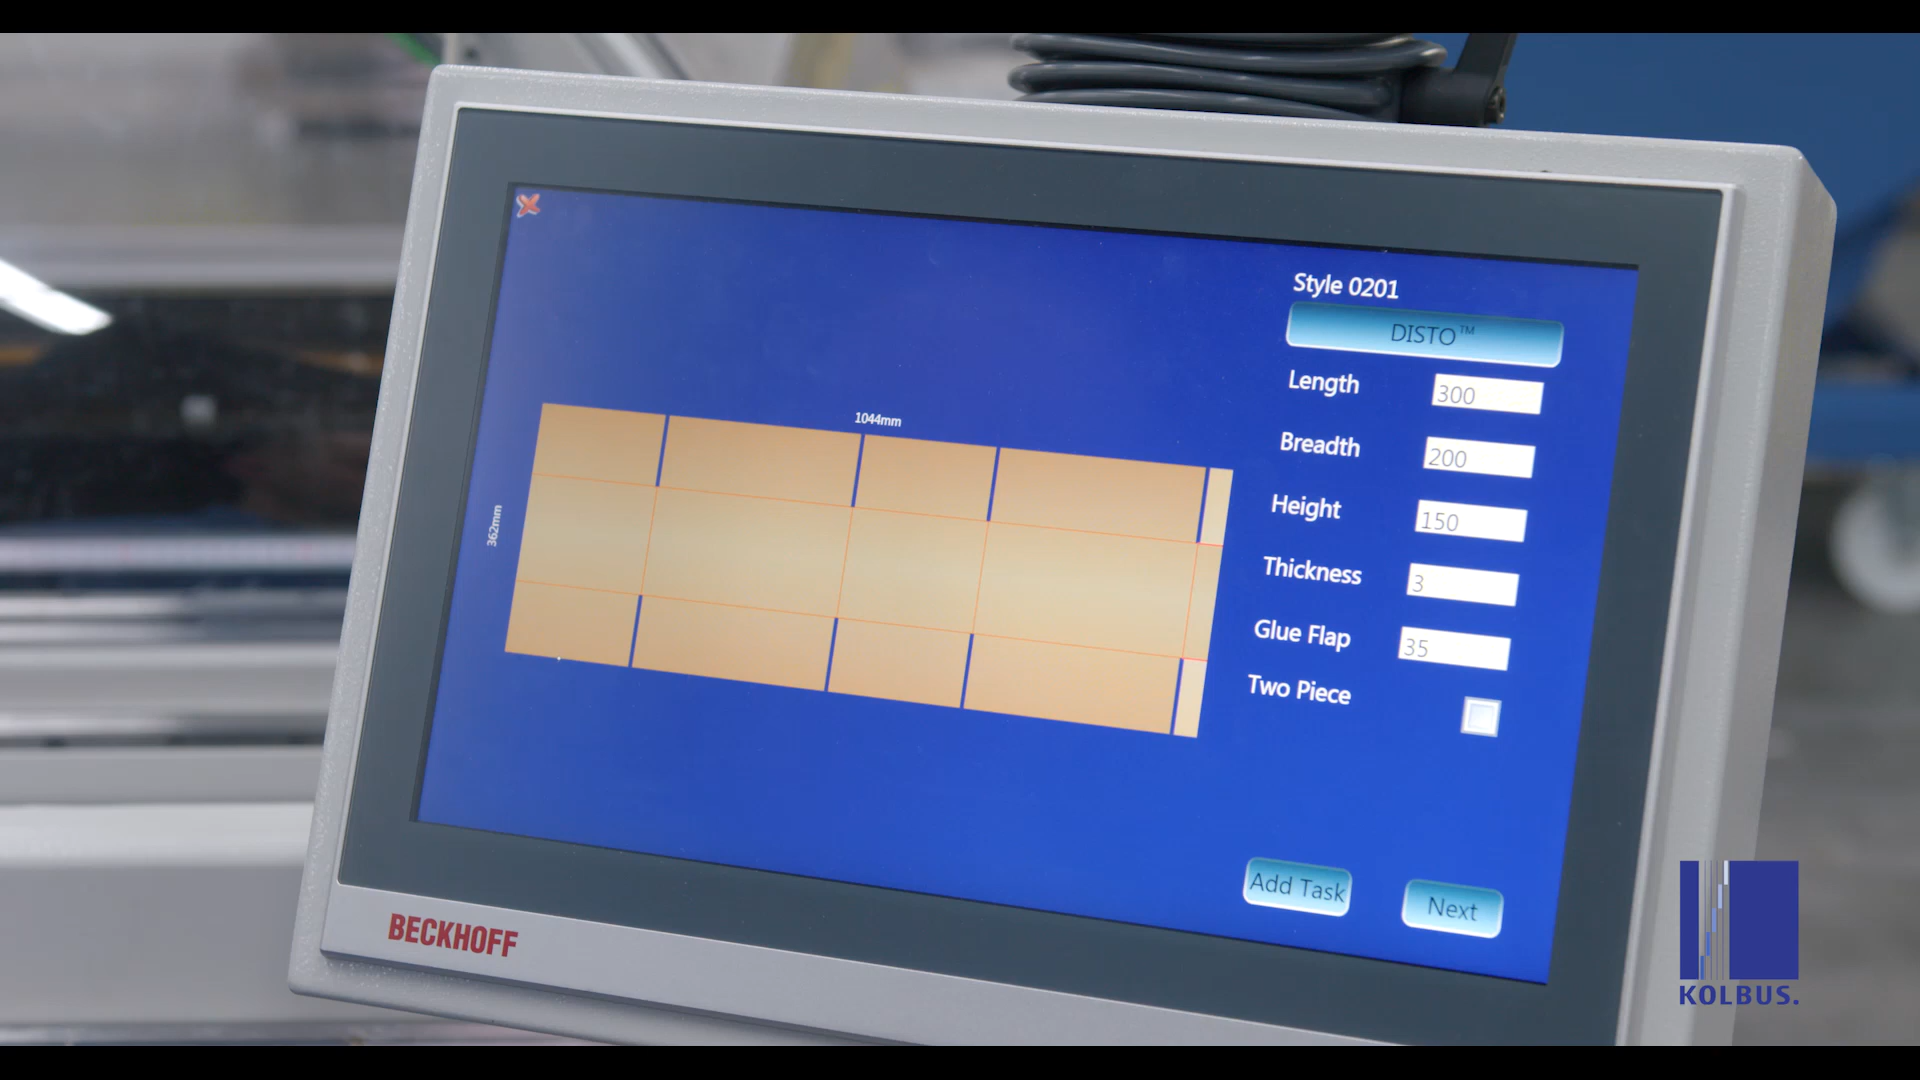 Style 0201
DISTO™
Length 300
Breadth 200
Height 150
Thickness 3
Glue Flap 35
Two Piece
1044mm
362mm
Add Task Next
BECKHOFF
KOLBUS.